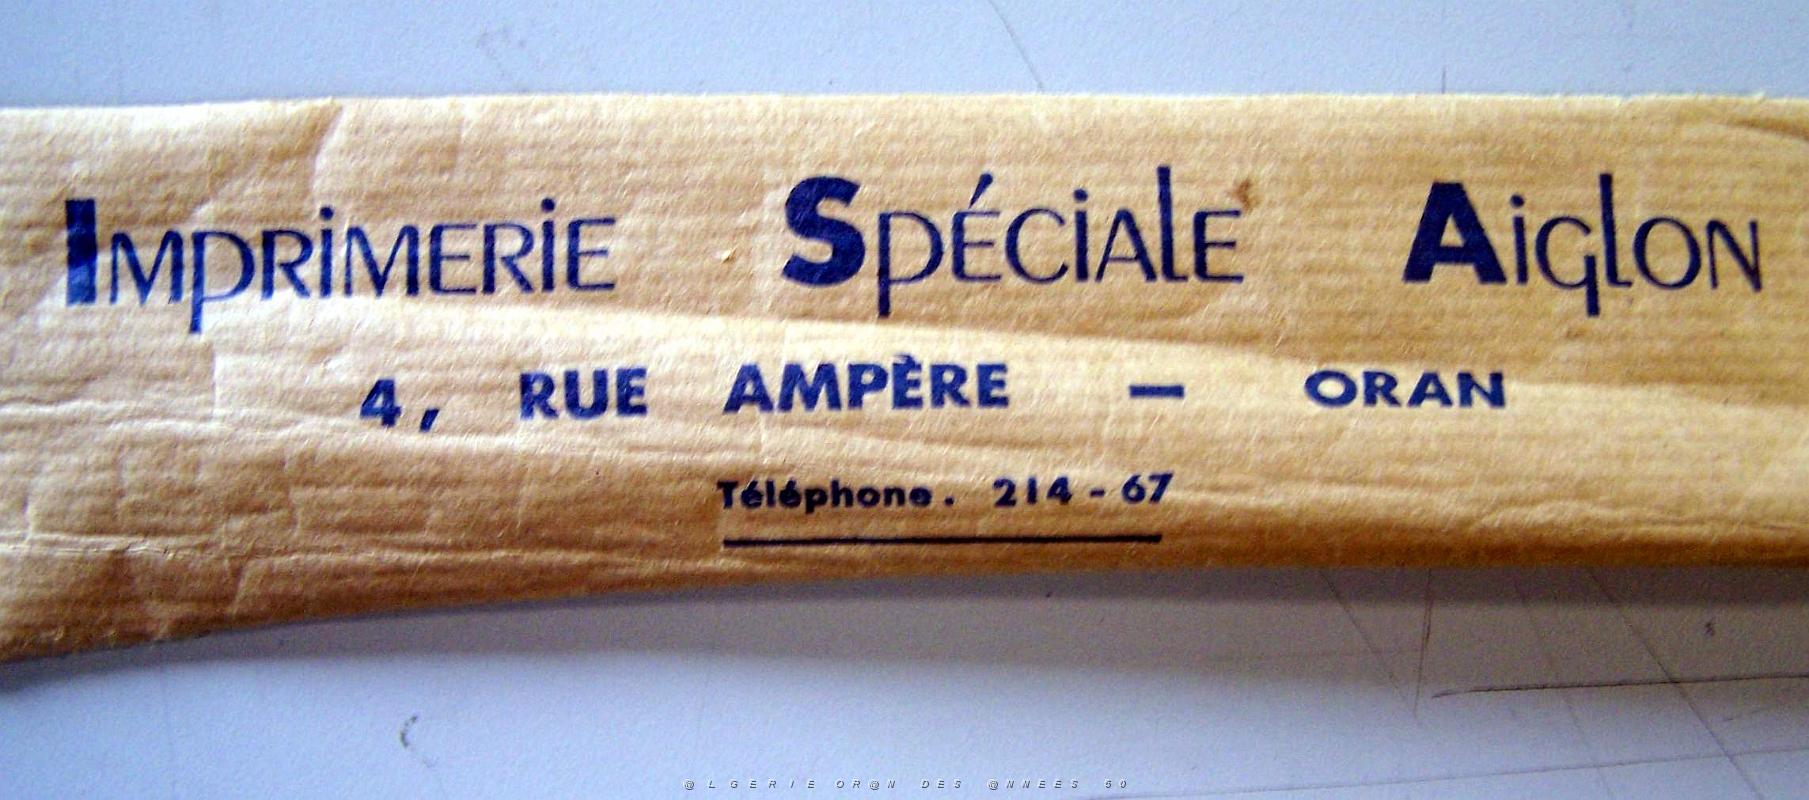 Imprimerie Spéciale Aiglon
4, RUE AMPÈRE — ORAN
Téléphone. 214-67
@LGERIE OR@N DES @NNEES 50